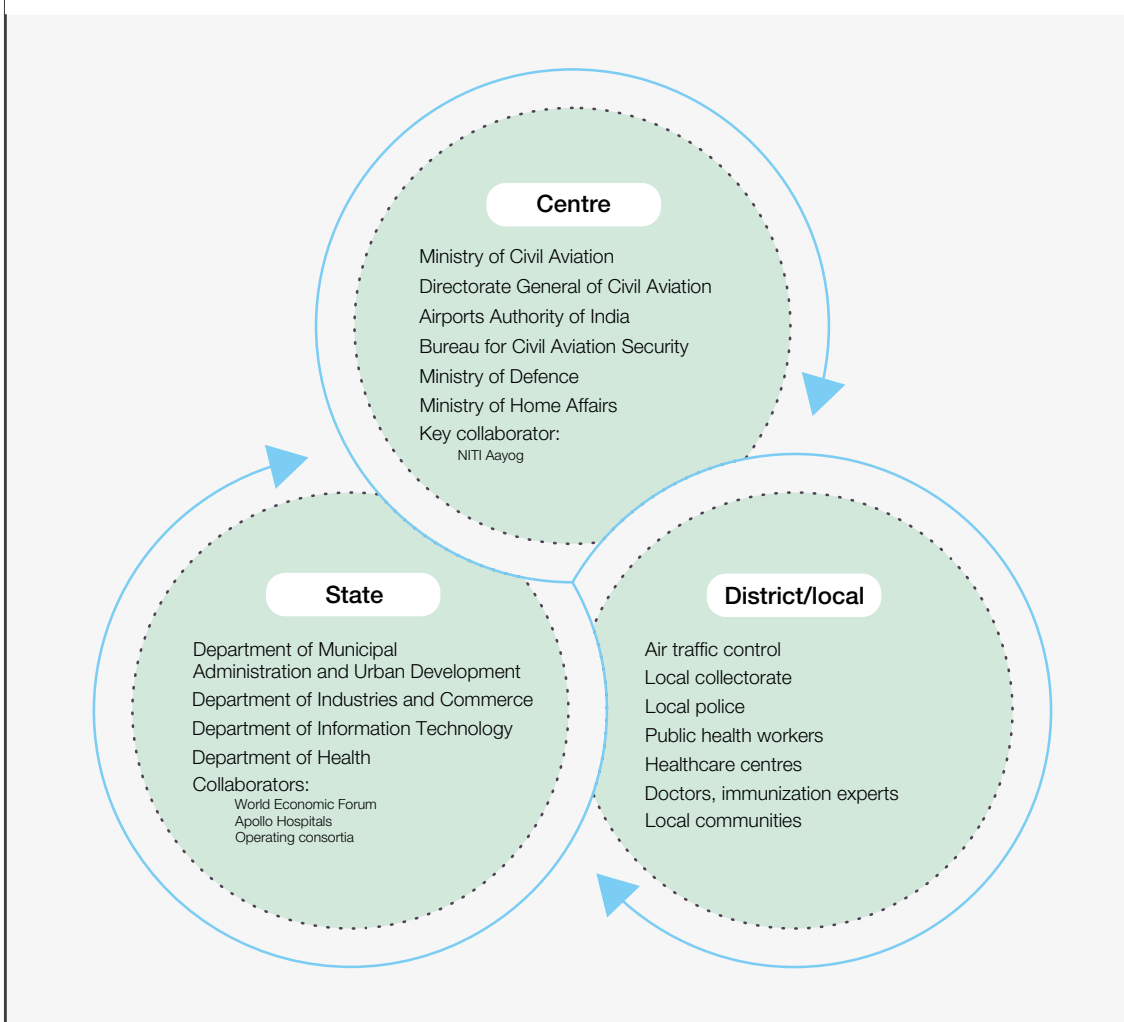 Centre
Ministry of Civil Aviation
Directorate General of Civil Aviation
Airports Authority of India
Bureau for Civil Aviation Security
Ministry of Defence
Ministry of Home Affairs
Key collaborator:
NITI Aayog
State
Department of Municipal
Administration and Urban Development
Department of Industries and Commerce
Department of Information Technology
Department of Health
Collaborators:
World Economic Forum
Apollo Hospitals
Operating consortia
District/local
Air traffic control
Local collectorate
Local police
Public health workers
Healthcare centres
Doctors, immunization experts
Local communities